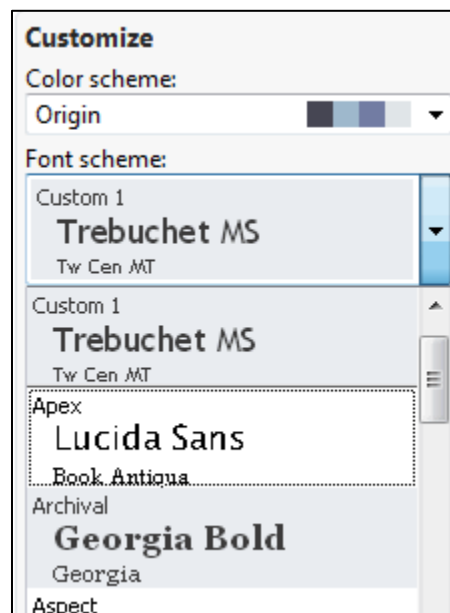 Customize
Color scheme:
Origin
Font scheme:
Custom 1
Trebuchet MS
Tw Cen MT
Custom 1
Trebuchet MS
Tw Cen MT
Apex
Lucida Sans
Book Antiqua
Archival
Georgia Bold
Georgia
Aspect